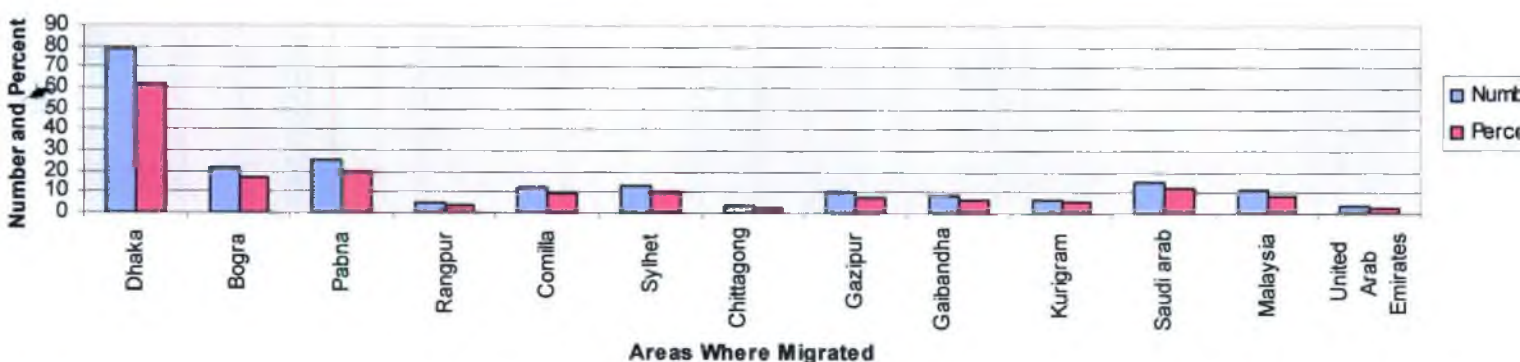 Number and Percent
90
80
70
60
50
40
30
20
10
0
Dhaka
Bogra
Pabna
Rangpur
Comilla
Sylhet
Chittagong
Gazipur
Gaibandha
Kurigram
Saudi arab
Malaysia
United
Arab
Emirates
Areas Where Migrated
Numb
Perce